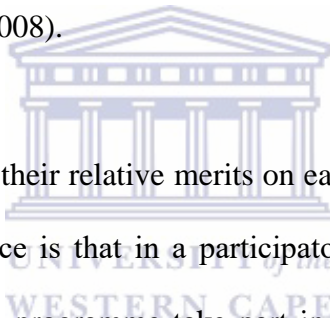 008).
their relative merits on ea
ce is that in a participato
UNIVERSITY of the
WESTERN CAPE
programme take part in